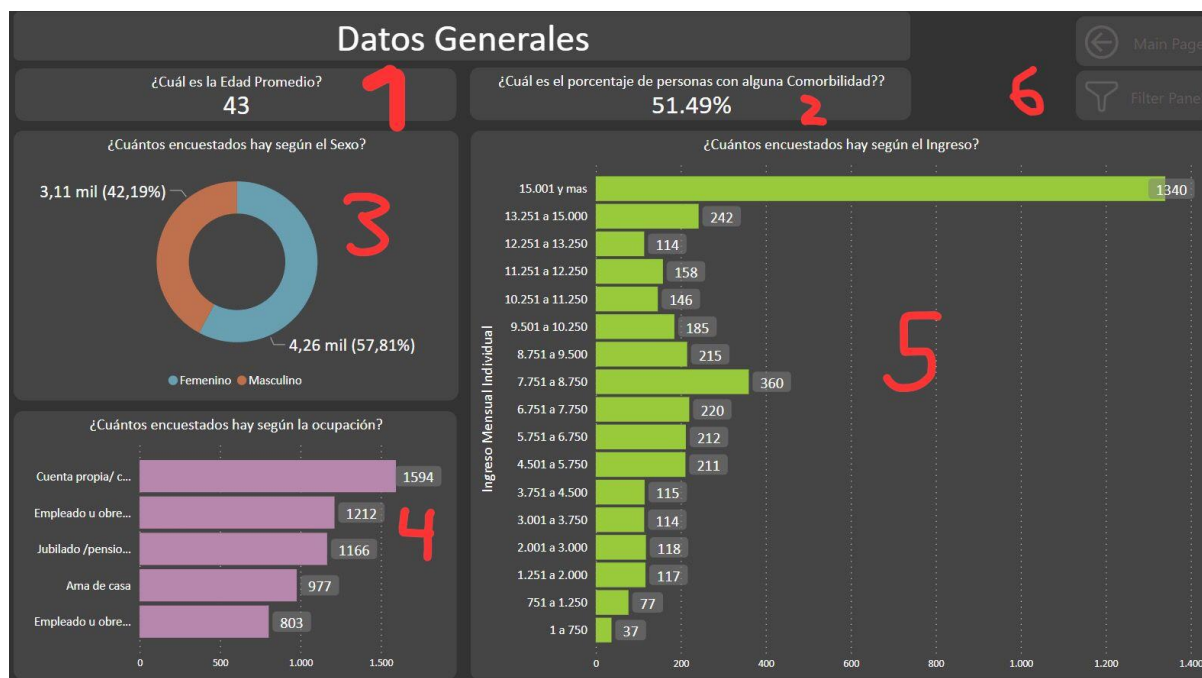 Datos Generales
Main Page
¿Cuál es la Edad Promedio?
43
1
¿Cuál es el porcentaje de personas con alguna Comorbilidad??
51.49%
2
6
Filter Pane
¿Cuántos encuestados hay según el Sexo?
3,11 mil (42,19%)
3
4,26 mil (57,81%)
Femenino Masculino
¿Cuántos encuestados hay según la ocupación?
Cuenta propia/ c... 1594
Empleado u obre... 1212
4
Jubilado /pensio... 1166
Ama de casa 977
Empleado u obre... 803
0 500 1.000 1.500
¿Cuántos encuestados hay según el Ingreso?
Ingreso Mensual Individual
15.001 y mas 1340
13.251 a 15.000 242
12.251 a 13.250 114
11.251 a 12.250 158
10.251 a 11.250 146
9.501 a 10.250 185
8.751 a 9.500 215
5
7.751 a 8.750 360
6.751 a 7.750 220
5.751 a 6.750 212
4.501 a 5.750 211
3.751 a 4.500 115
3.001 a 3.750 114
2.001 a 3.000 118
1.251 a 2.000 117
751 a 1.250 77
1 a 750 37
0 200 400 600 800 1.000 1.200 1.400